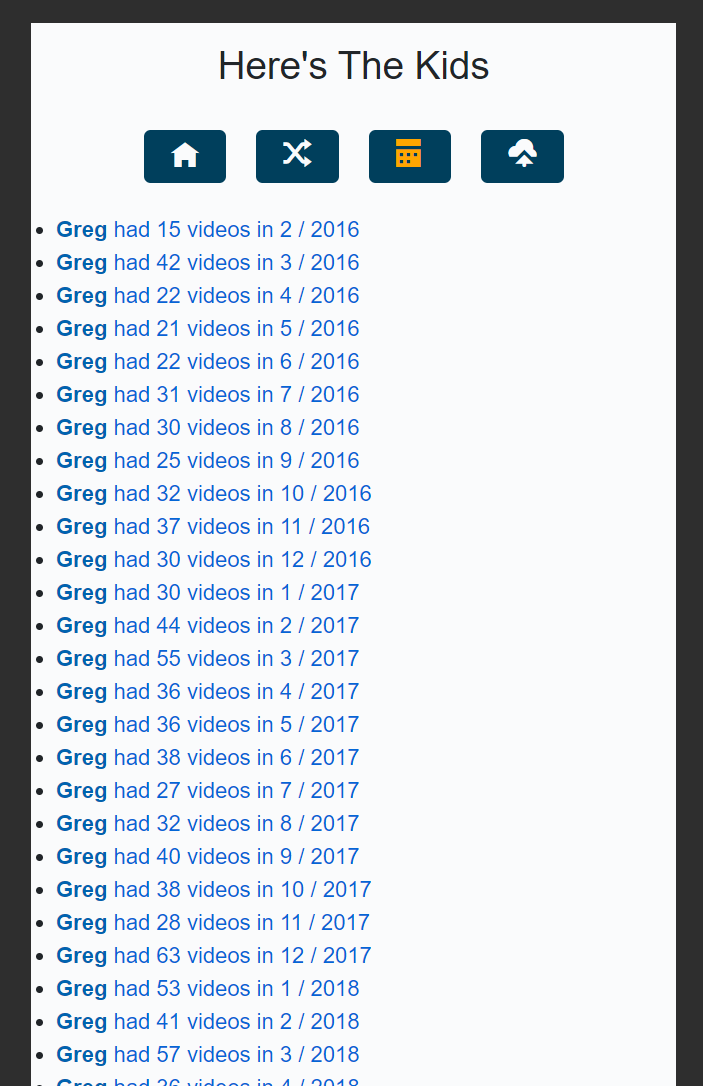 Here's The Kids
Greg had 15 videos in 2 / 2016
Greg had 42 videos in 3 / 2016
Greg had 22 videos in 4 / 2016
Greg had 21 videos in 5 / 2016
Greg had 22 videos in 6 / 2016
Greg had 31 videos in 7 / 2016
Greg had 30 videos in 8 / 2016
Greg had 25 videos in 9 / 2016
Greg had 32 videos in 10 / 2016
Greg had 37 videos in 11 / 2016
Greg had 30 videos in 12 / 2016
Greg had 30 videos in 1 / 2017
Greg had 44 videos in 2 / 2017
Greg had 55 videos in 3 / 2017
Greg had 36 videos in 4 / 2017
Greg had 36 videos in 5 / 2017
Greg had 38 videos in 6 / 2017
Greg had 27 videos in 7 / 2017
Greg had 32 videos in 8 / 2017
Greg had 40 videos in 9 / 2017
Greg had 38 videos in 10 / 2017
Greg had 28 videos in 11 / 2017
Greg had 63 videos in 12 / 2017
Greg had 53 videos in 1 / 2018
Greg had 41 videos in 2 / 2018
Greg had 57 videos in 3 / 2018
Greg had 36 videos in 4 / 2018